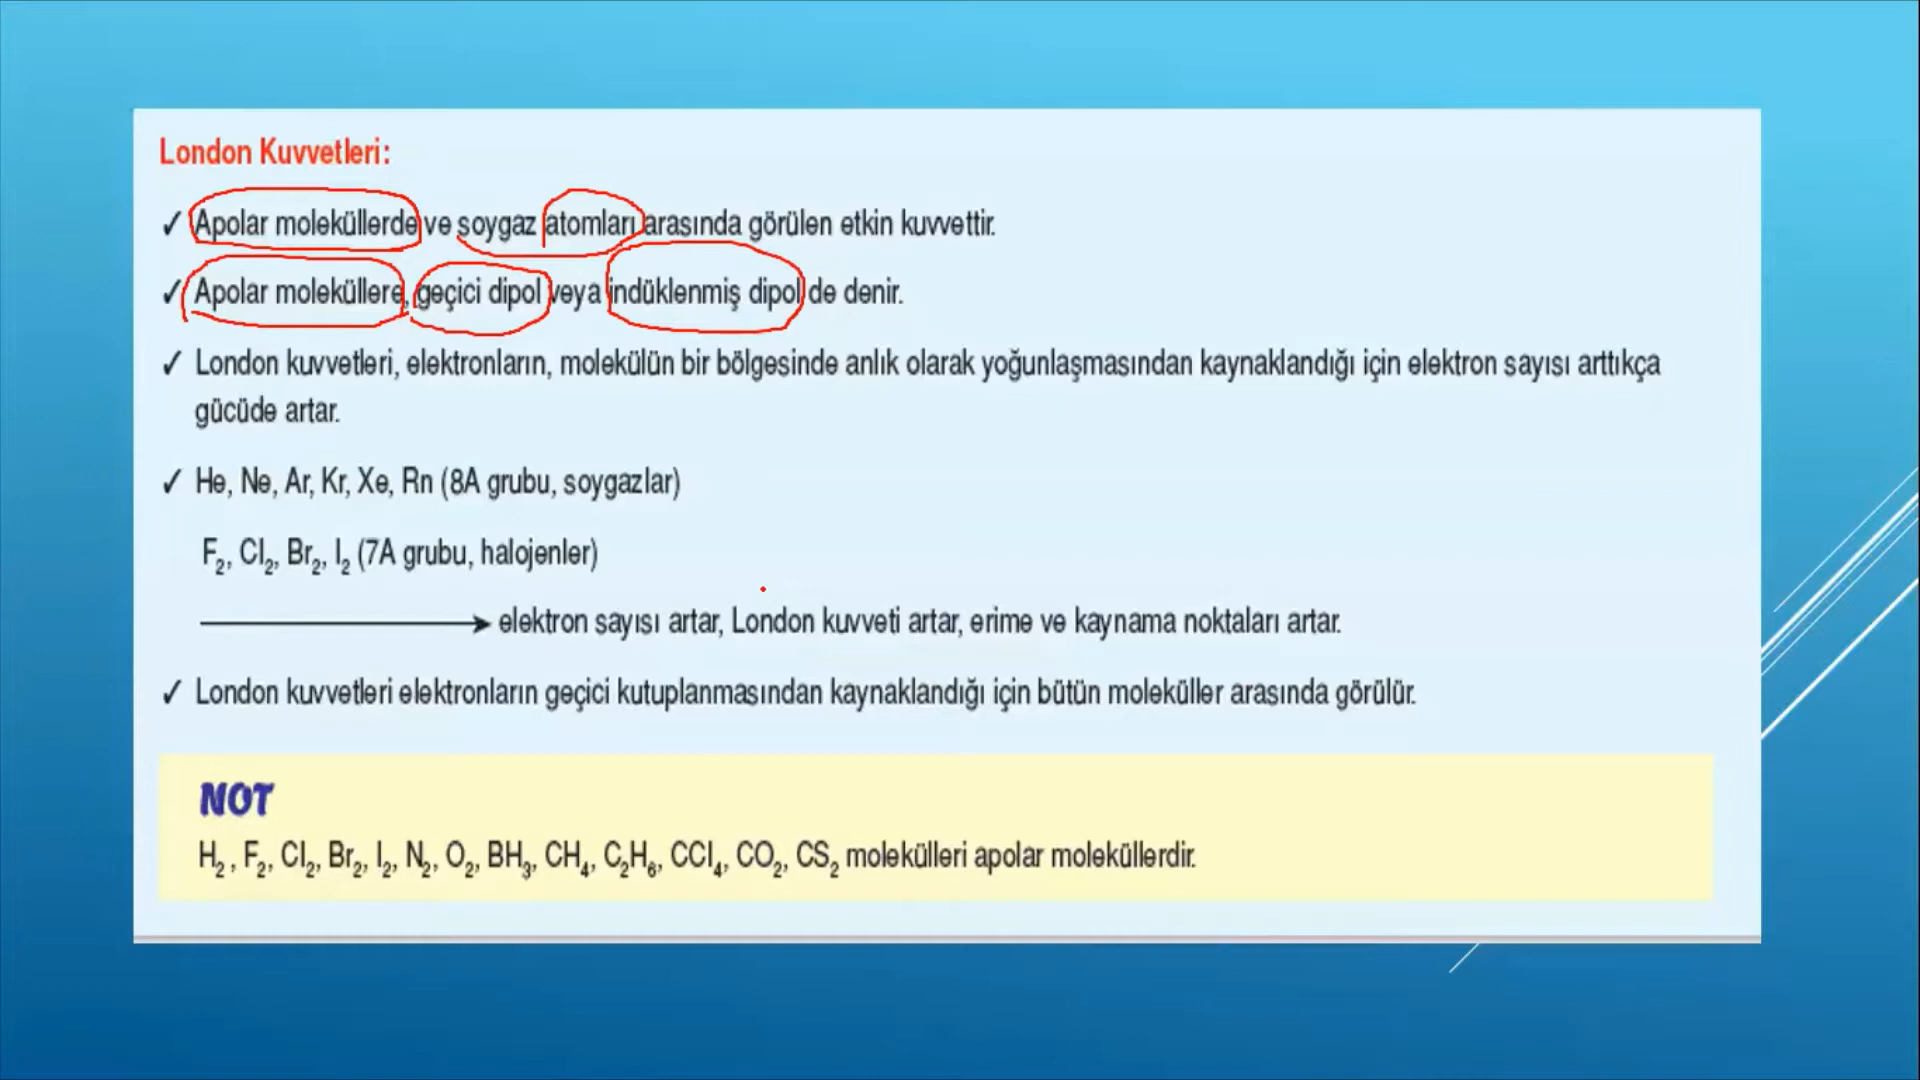 London Kuvvetleri:
✓ Apolar moleküllerde ve soygaz atomları arasında görülen etkin kuvvettir.
✓ Apolar moleküllere, geçici dipol veya indüklenmiş dipol de denir.
✓ London kuvvetleri, elektronların, molekülün bir bölgesinde anlık olarak yoğunlaşmasından kaynaklandığı için elektron sayısı arttıkça
gücüde artar.
✓ He, Ne, Ar, Kr, Xe, Rn (8A grubu, soygazlar)
F₂, Cl₂, Br₂, I₂ (7A grubu, halojenler)
elektron sayısı artar, London kuvveti artar, erime ve kaynama noktaları artar.
✓ London kuvvetleri elektronların geçici kutuplanmasından kaynaklandığı için bütün moleküller arasında görülür.
NOT
H₂ , F₂, Cl₂, Br₂, I₂, N₂, O₂, BH₃, CH₄, C₂H₆, CCl₄, CO₂, CS₂ molekülleri apolar moleküllerdir.